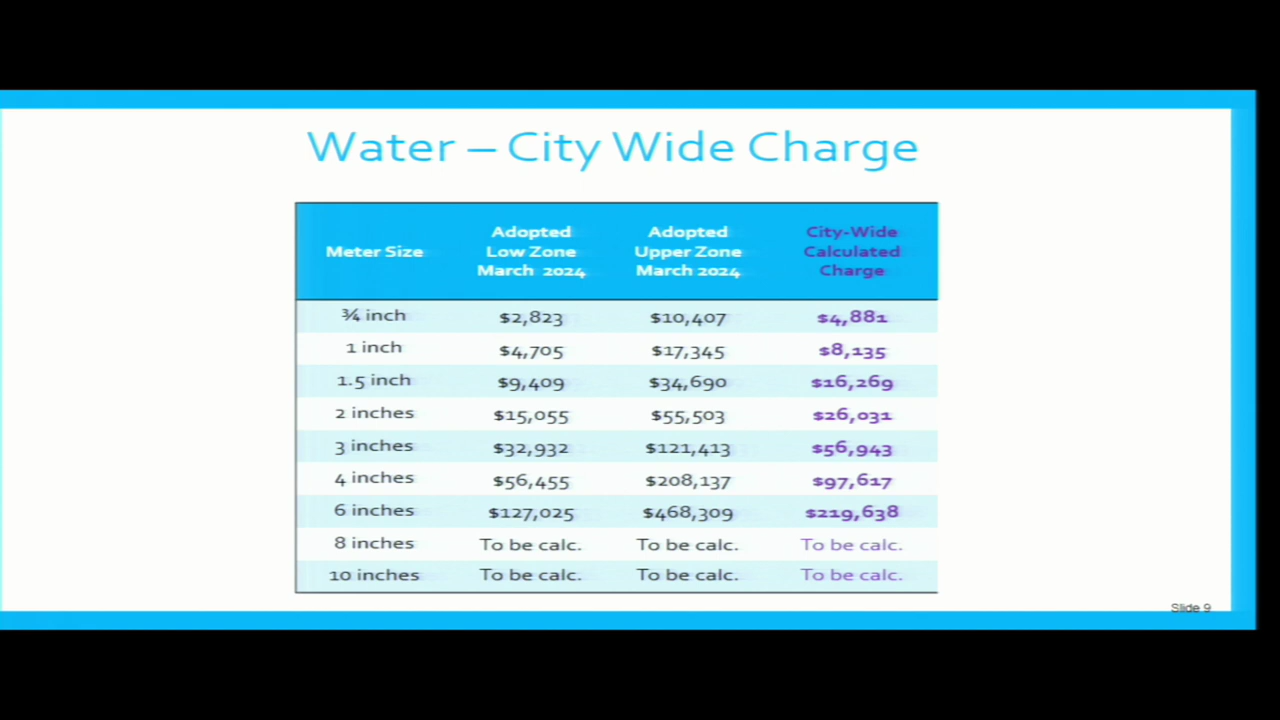 Water – City Wide Charge
Meter Size Adopted Low Zone March 2024 Adopted Upper Zone March 2024 City-Wide Calculated Charge
¾ inch $2,823 $10,407 $4,881
1 inch $4,705 $17,345 $8,135
1.5 inch $9,409 $34,690 $16,269
2 inches $15,055 $55,503 $26,031
3 inches $32,932 $121,413 $56,943
4 inches $56,455 $208,137 $97,617
6 inches $127,025 $468,309 $219,638
8 inches To be calc. To be calc. To be calc.
10 inches To be calc. To be calc. To be calc.
Slide 9